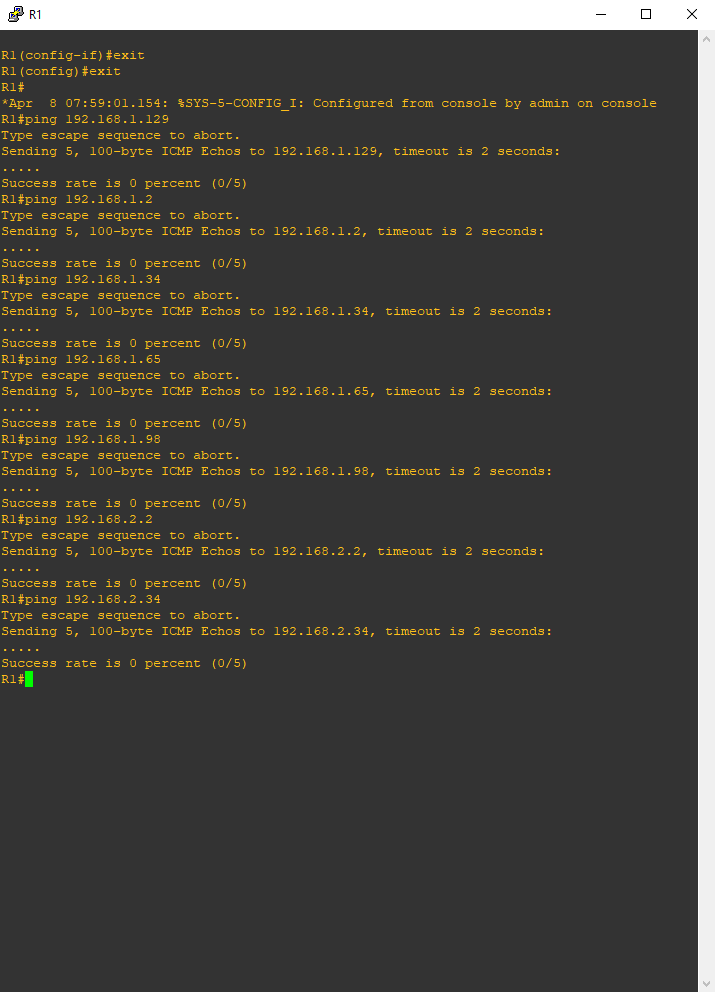 R1
R1(config-if)#exit
R1(config)#exit
R1#
*Apr  8 07:59:01.154: %SYS-5-CONFIG_I: Configured from console by admin on console
R1#ping 192.168.1.129
Type escape sequence to abort.
Sending 5, 100-byte ICMP Echos to 192.168.1.129, timeout is 2 seconds:
.....
Success rate is 0 percent (0/5)
R1#ping 192.168.1.2
Type escape sequence to abort.
Sending 5, 100-byte ICMP Echos to 192.168.1.2, timeout is 2 seconds:
.....
Success rate is 0 percent (0/5)
R1#ping 192.168.1.34
Type escape sequence to abort.
Sending 5, 100-byte ICMP Echos to 192.168.1.34, timeout is 2 seconds:
.....
Success rate is 0 percent (0/5)
R1#ping 192.168.1.65
Type escape sequence to abort.
Sending 5, 100-byte ICMP Echos to 192.168.1.65, timeout is 2 seconds:
.....
Success rate is 0 percent (0/5)
R1#ping 192.168.1.98
Type escape sequence to abort.
Sending 5, 100-byte ICMP Echos to 192.168.1.98, timeout is 2 seconds:
.....
Success rate is 0 percent (0/5)
R1#ping 192.168.2.2
Type escape sequence to abort.
Sending 5, 100-byte ICMP Echos to 192.168.2.2, timeout is 2 seconds:
.....
Success rate is 0 percent (0/5)
R1#ping 192.168.2.34
Type escape sequence to abort.
Sending 5, 100-byte ICMP Echos to 192.168.2.34, timeout is 2 seconds:
.....
Success rate is 0 percent (0/5)
R1#